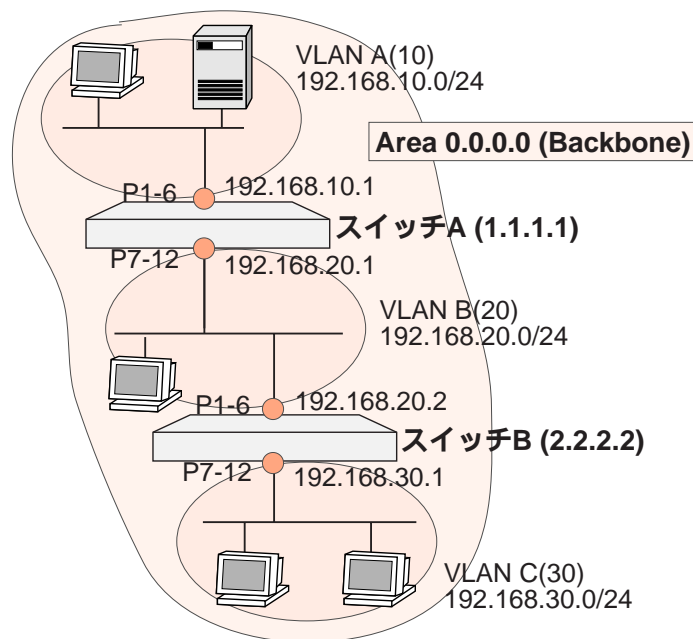 VLAN A(10)
192.168.10.0/24
Area 0.0.0.0 (Backbone)
P1-6
192.168.10.1
スイッチA (1.1.1.1)
P7-12
192.168.20.1
VLAN B(20)
192.168.20.0/24
P1-6
192.168.20.2
スイッチB (2.2.2.2)
P7-12
192.168.30.1
VLAN C(30)
192.168.30.0/24